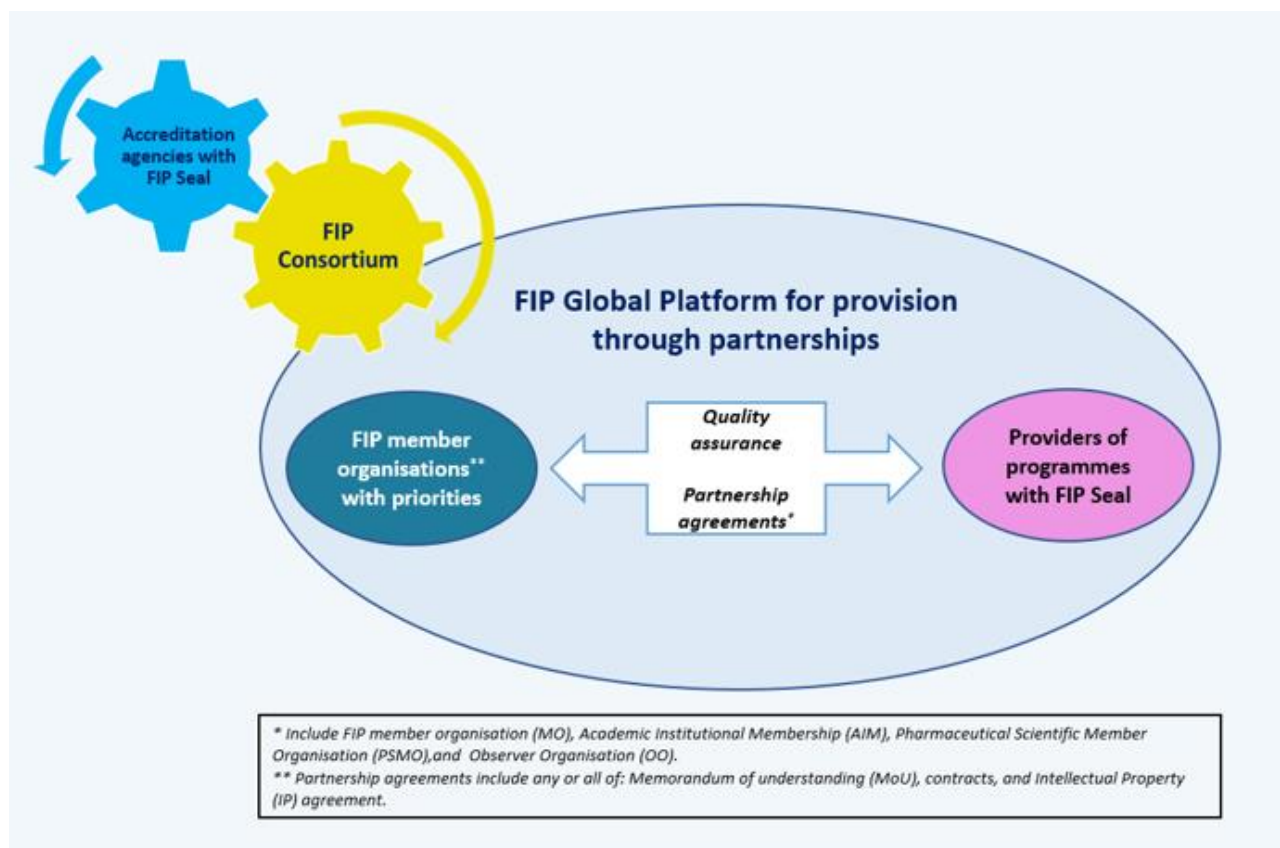 Accreditation
agencies with
FIP Seal
FIP
Consortium
FIP Global Platform for provision
through partnerships
FIP member
organisations**
with priorities
Quality
assurance
Partnership
agreements*
Providers of
programmes
with FIP Seal
* Include FIP member organisation (MO), Academic Institutional Membership (AIM), Pharmaceutical Scientific Member
Organisation (PSMO),and  Observer Organisation (OO).
** Partnership agreements include any or all of: Memorandum of understanding (MoU), contracts, and Intellectual Property
(IP) agreement.